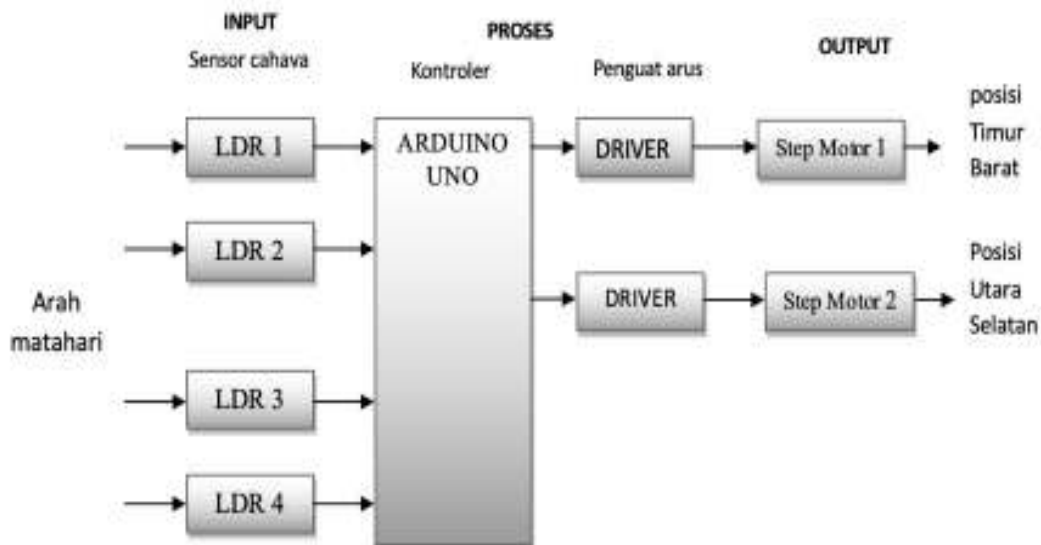 INPUT
Sensor cahava
PROSES
Kontroler
Penguat arus
OUTPUT
Arah
matahari
LDR 1
LDR 2
LDR 3
LDR 4
ARDUINO
UNO
DRIVER
Step Motor 1
posisi
Timur
Barat
DRIVER
Step Motor 2
Posisi
Utara
Selatan